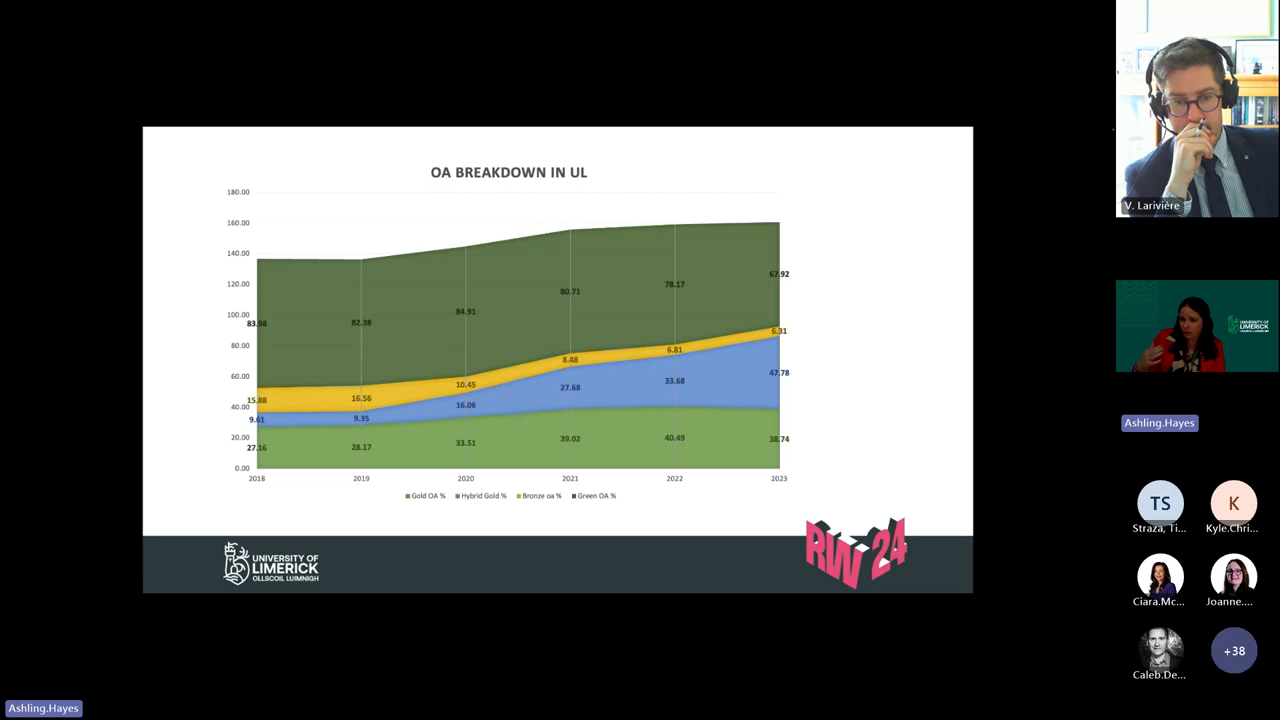 OA BREAKDOWN IN UL
180.00
160.00
140.00
120.00
100.00
80.00
60.00
40.00
20.00
0.00
83.98
82.38
84.91
80.71
78.17
67.92
15.88
16.56
10.45
8.48
6.81
6.31
9.61
9.35
16.06
27.68
33.68
47.78
27.16
28.17
33.51
39.02
40.49
38.74
2018 2019 2020 2021 2022 2023
Gold OA % Hybrid Gold % Bronze oa % Green OA %
UNIVERSITY OF
LIMERICK
OLLSCOIL LUIMNIGH
RW 24
V. Larivière
UNIVERSITY OF
LIMERICK
Ashling.Hayes
TS K
Straza, Ti... Kyle.Chri...
Ciara.Mc... Joanne....
Caleb.De... +38
Ashling.Hayes